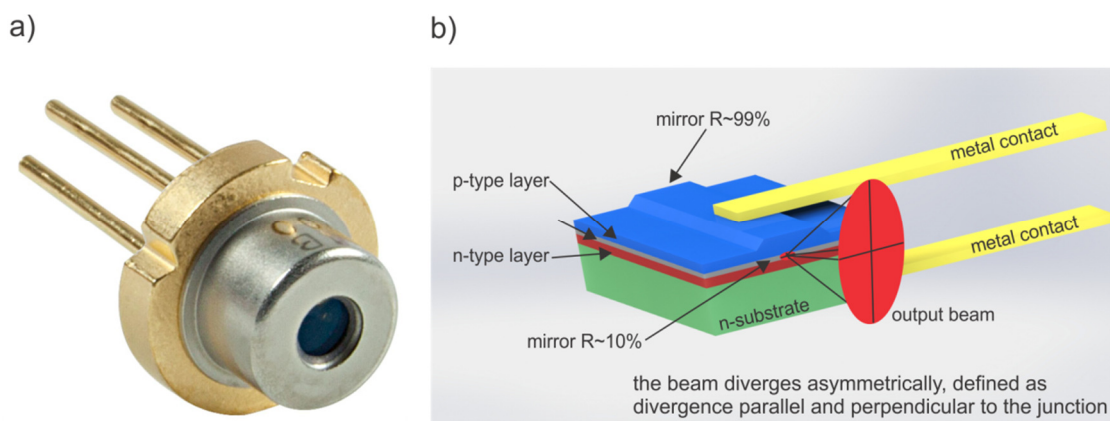 a)
b)
mirror R~99%
metal contact
p-type layer
n-type layer
metal contact
n-substrate
output beam
mirror R~10%
the beam diverges asymmetrically, defined as
divergence parallel and perpendicular to the junction